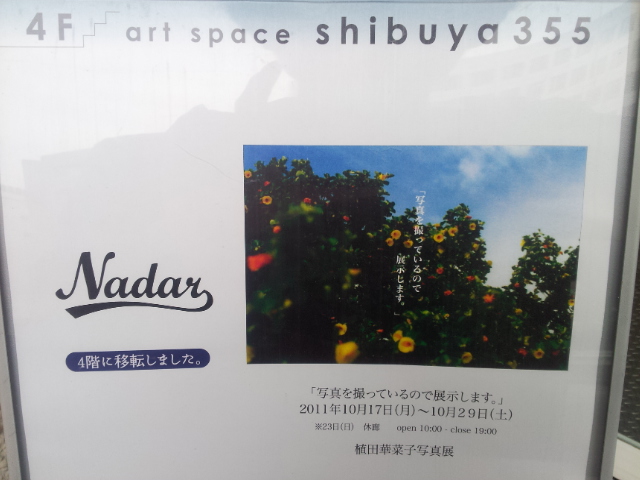 4F art space shibuya355
「写真を撮っているので
展示します。」
Nadar
4階に移転しました。
「写真を撮っているので展示します。」
2011年10月17日(月)～10月29日(土)
※23日(日) 休館 open 10:00 - close 19:00
植田華菜子写真展